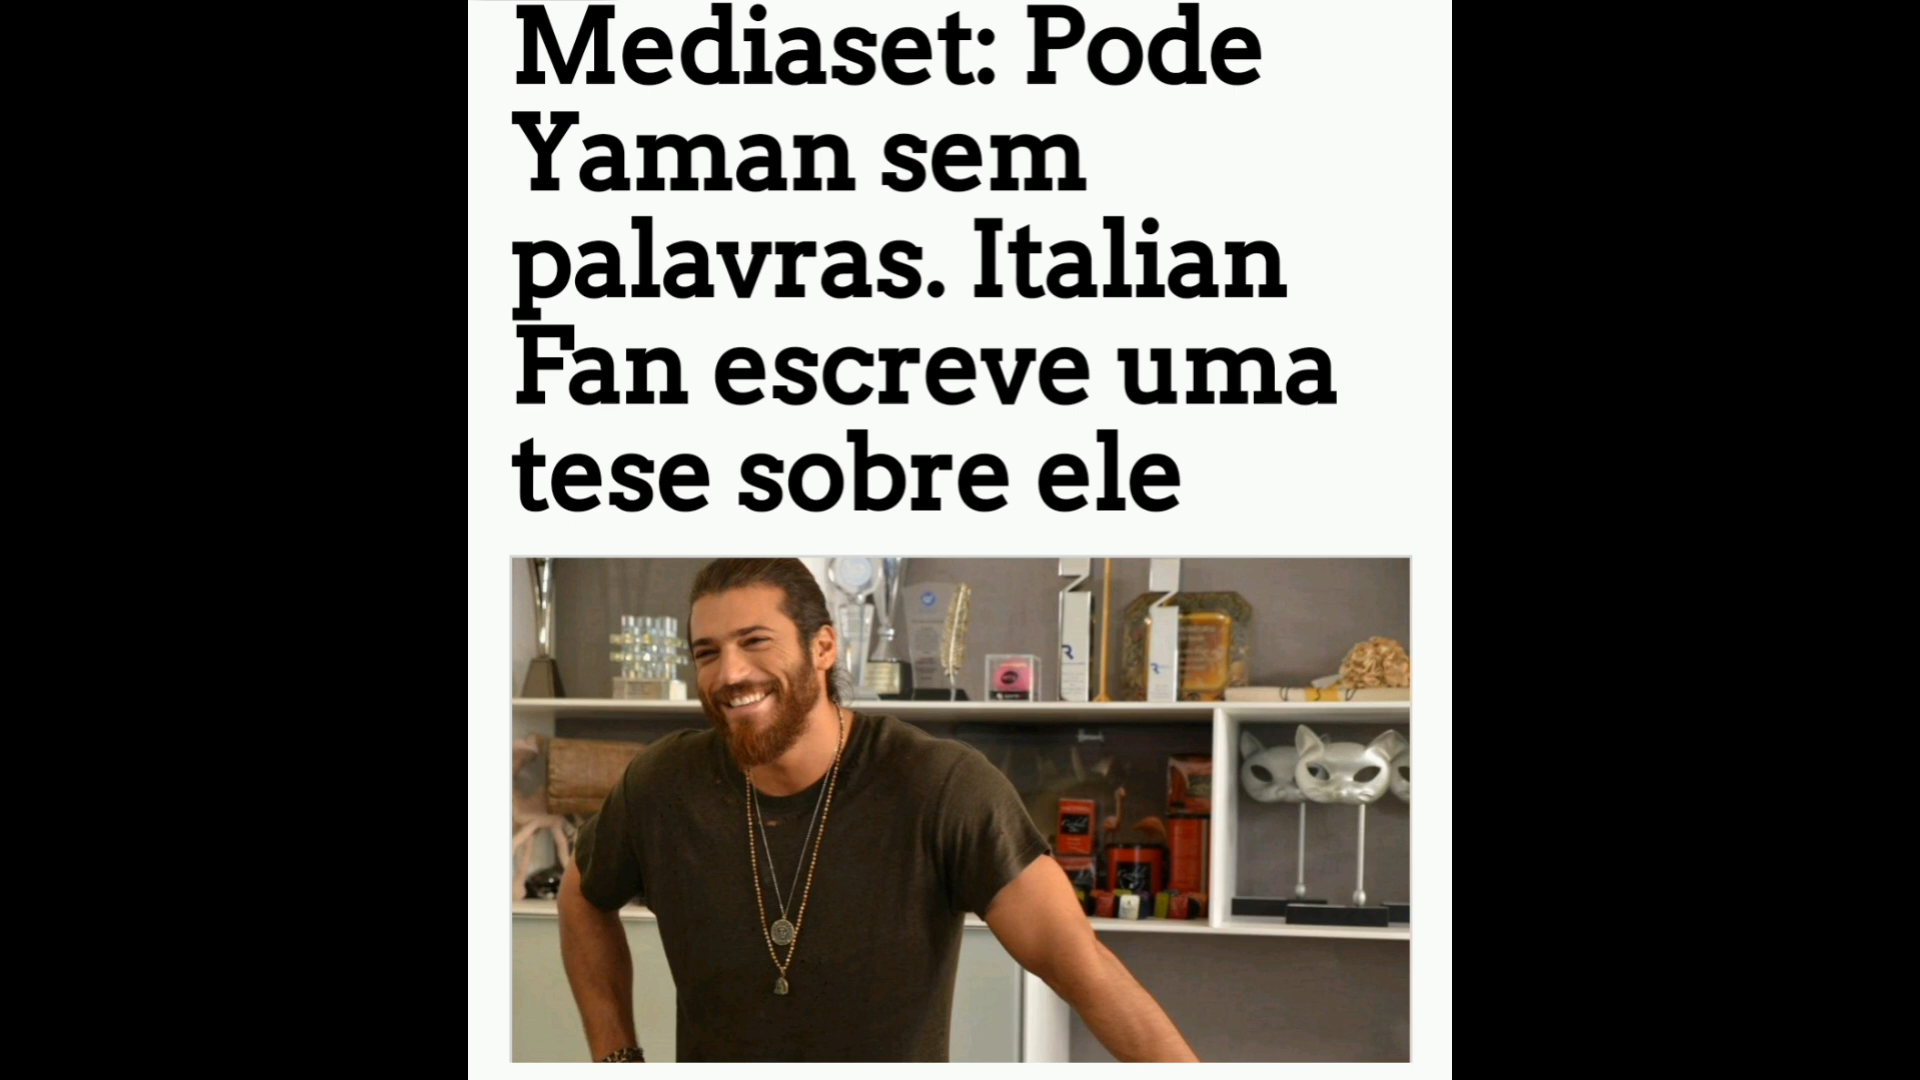 Mediaset: Pode
Yaman sem
palavras. Italian
Fan escreve uma
tese sobre ele